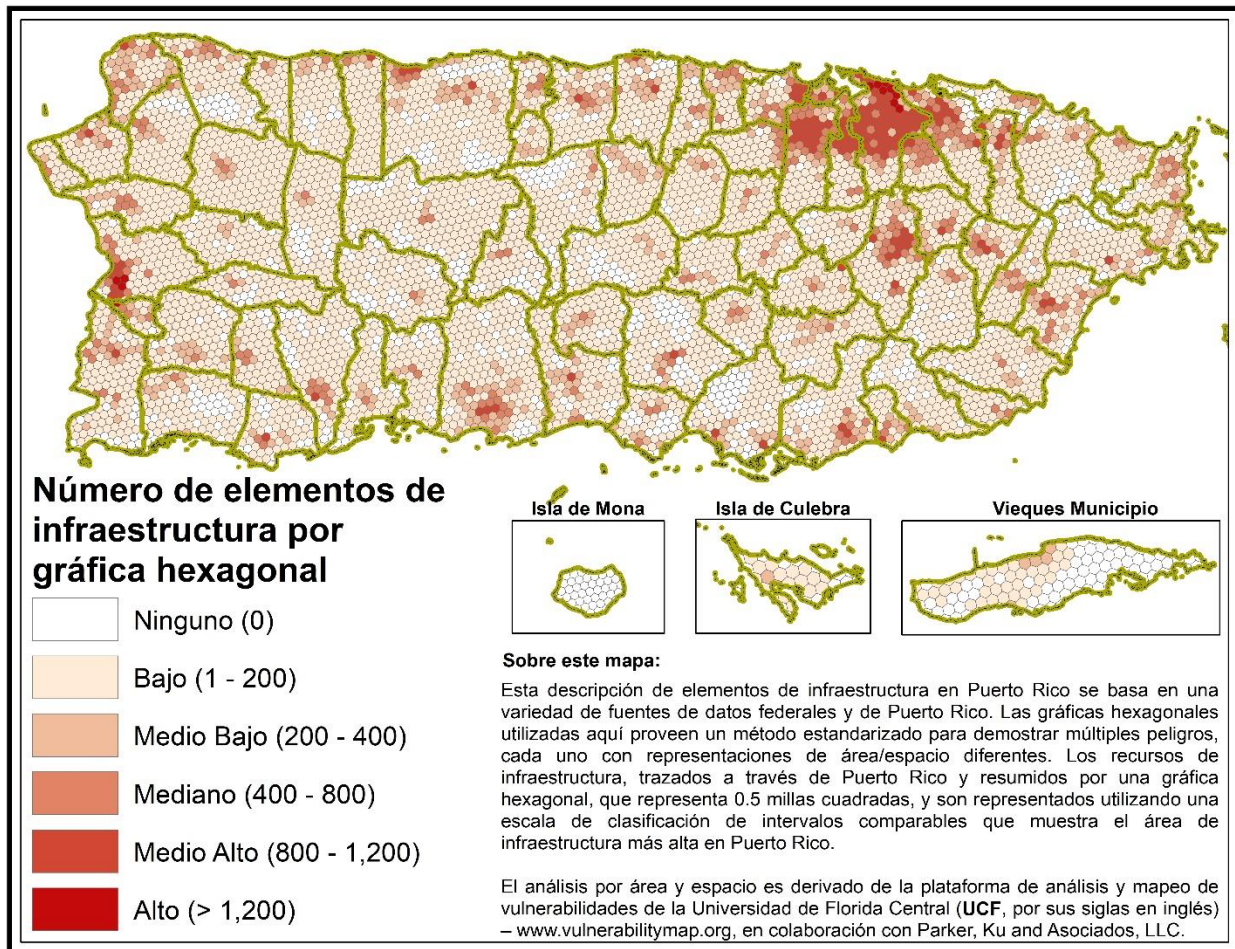 Número de elementos de
infraestructura por
gráfica hexagonal
Ninguno (0)
Bajo (1 - 200)
Medio Bajo (200 - 400)
Mediano (400 - 800)
Medio Alto (800 - 1,200)
Alto (> 1,200)
Isla de Mona
Isla de Culebra
Vieques Municipio
Sobre este mapa:
Esta descripción de elementos de infraestructura en Puerto Rico se basa en una
variedad de fuentes de datos federales y de Puerto Rico. Las gráficas hexagonales
utilizadas aquí proveen un método estandarizado para demostrar múltiples peligros,
cada uno con representaciones de área/espacio diferentes. Los recursos de
infraestructura, trazados a través de Puerto Rico y resumidos por una gráfica
hexagonal, que representa 0.5 millas cuadradas, y son representados utilizando una
escala de clasificación de intervalos comparables que muestra el área de
infraestructura más alta en Puerto Rico.
El análisis por área y espacio es derivado de la plataforma de análisis y mapeo de
vulnerabilidades de la Universidad de Florida Central (UCF, por sus siglas en inglés)
– www.vulnerabilitymap.org, en colaboración con Parker, Ku and Asociados, LLC.